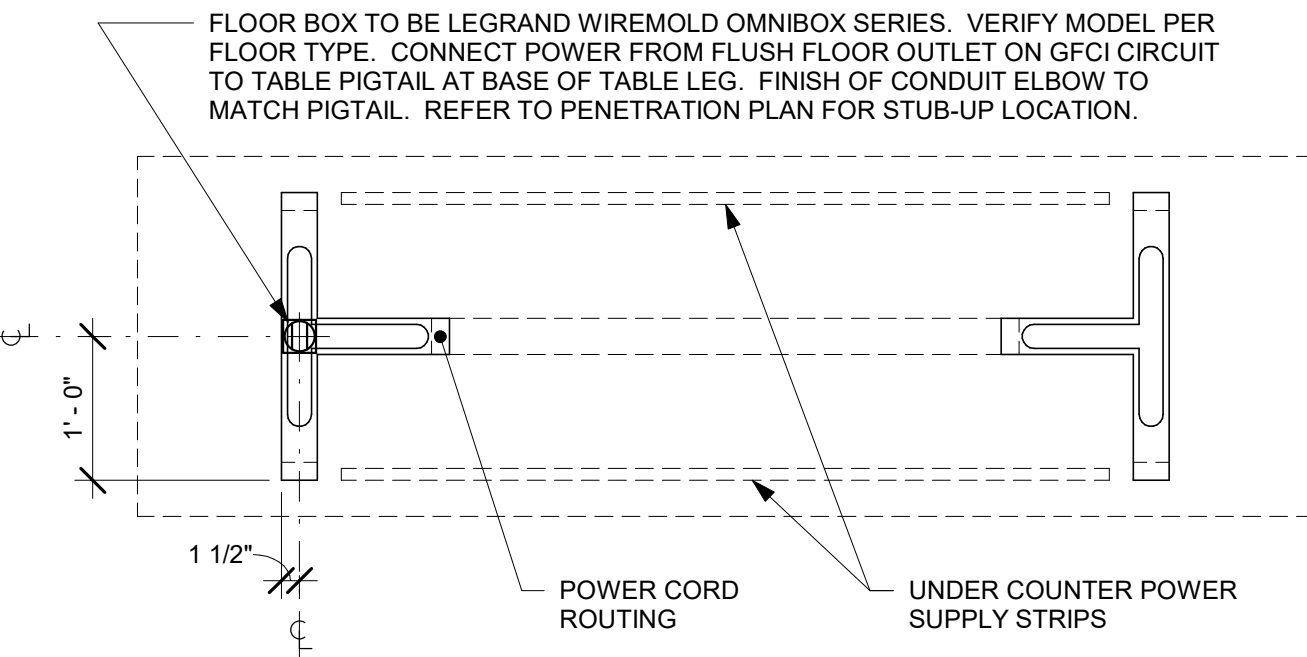 FLOOR BOX TO BE LEGRAND WIREMOLD OMNIBOX SERIES. VERIFY MODEL PER
FLOOR TYPE. CONNECT POWER FROM FLUSH FLOOR OUTLET ON GFCI CIRCUIT
TO TABLE PIGTAIL AT BASE OF TABLE LEG. FINISH OF CONDUIT ELBOW TO
MATCH PIGTAIL. REFER TO PENETRATION PLAN FOR STUB-UP LOCATION.
CL
1' - 0"
1 1/2"
CL
POWER CORD
ROUTING
UNDER COUNTER POWER
SUPPLY STRIPS